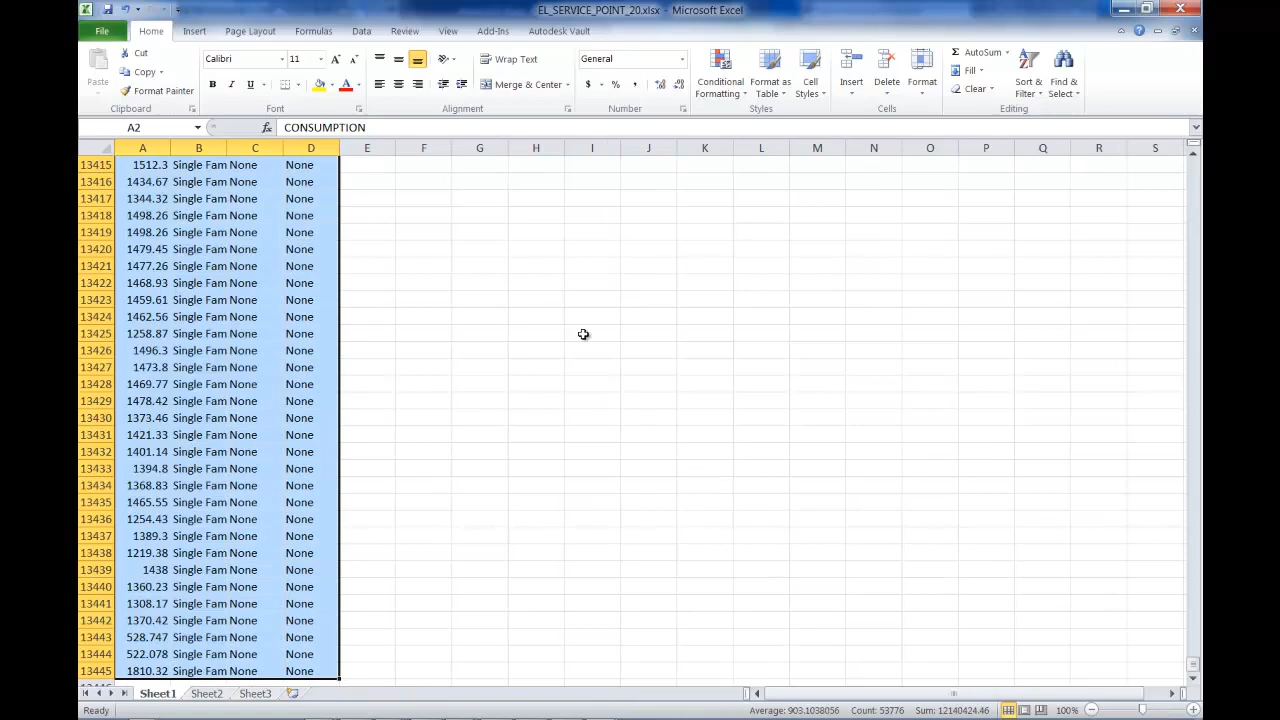 EL_SERVICE_POINT_20.xlsx - Microsoft Excel
File Home Insert Page Layout Formulas Data Review View Add-Ins Autodesk Vault
Paste
Cut
Copy
Format Painter
Calibri 11
B I U
A A
Wrap Text
Merge & Center
General
$ % ,
Conditional Formatting
Format as Table
Cell Styles
Insert
Delete
Format
AutoSum
Fill
Clear
Sort & Filter
Find & Select
Clipboard Font Alignment Number Styles Cells Editing
A2 fx CONSUMPTION
A B C D E F G H I J K L M N O P Q R S
13415 1512.3 Single Fam None None
13416 1434.67 Single Fam None None
13417 1344.32 Single Fam None None
13418 1498.26 Single Fam None None
13419 1498.26 Single Fam None None
13420 1479.45 Single Fam None None
13421 1477.26 Single Fam None None
13422 1468.93 Single Fam None None
13423 1459.61 Single Fam None None
13424 1462.56 Single Fam None None
13425 1258.87 Single Fam None None
13426 1496.3 Single Fam None None
13427 1473.8 Single Fam None None
13428 1469.77 Single Fam None None
13429 1478.42 Single Fam None None
13430 1373.46 Single Fam None None
13431 1421.33 Single Fam None None
13432 1401.14 Single Fam None None
13433 1394.8 Single Fam None None
13434 1368.83 Single Fam None None
13435 1465.55 Single Fam None None
13436 1254.43 Single Fam None None
13437 1389.3 Single Fam None None
13438 1219.38 Single Fam None None
13439 1438 Single Fam None None
13440 1360.23 Single Fam None None
13441 1308.17 Single Fam None None
13442 1370.42 Single Fam None None
13443 528.747 Single Fam None None
13444 522.078 Single Fam None None
13445 1810.32 Single Fam None None
Sheet1 Sheet2 Sheet3
Ready Average: 903.1038056 Count: 53776 Sum: 12140424.46 100%